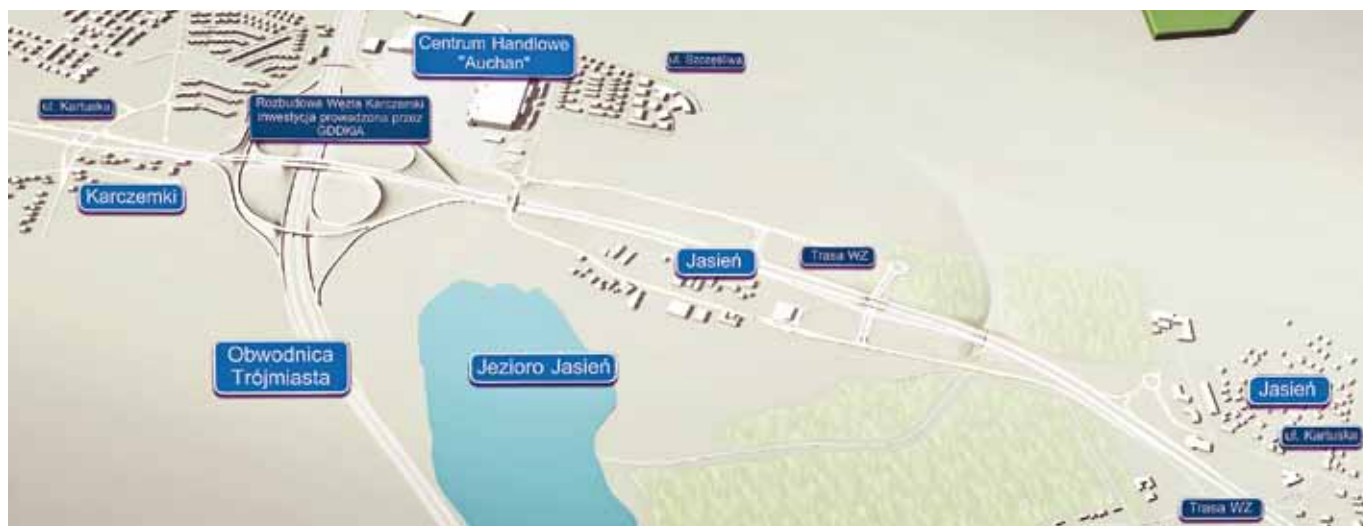 Centrum Handlowe
"Auchan"
ul. Szczęśliwa
ul. Kartuska
Rozbudowa Węzła Karczemki
inwestycja prowadzona przez
GDDKIA
Karczemki
Jasień
Trasa WZ
Obwodnica
Trójmiasta
Jezioro Jasień
Jasień
ul. Kartuska
Trasa WZ